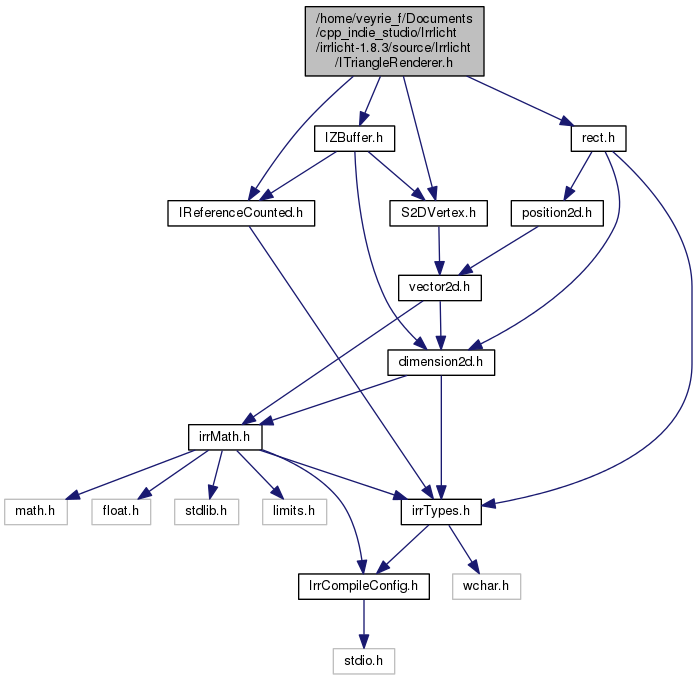 /home/veyrie_f/Documents
/cpp_indie_studio/Irrlicht
/irrlicht-1.8.3/source/Irrlicht
/ITriangleRenderer.h
IZBuffer.h
rect.h
IReferenceCounted.h
S2DVertex.h
position2d.h
vector2d.h
dimension2d.h
irrMath.h
math.h
float.h
stdlib.h
limits.h
irrTypes.h
IrrCompileConfig.h
wchar.h
stdio.h